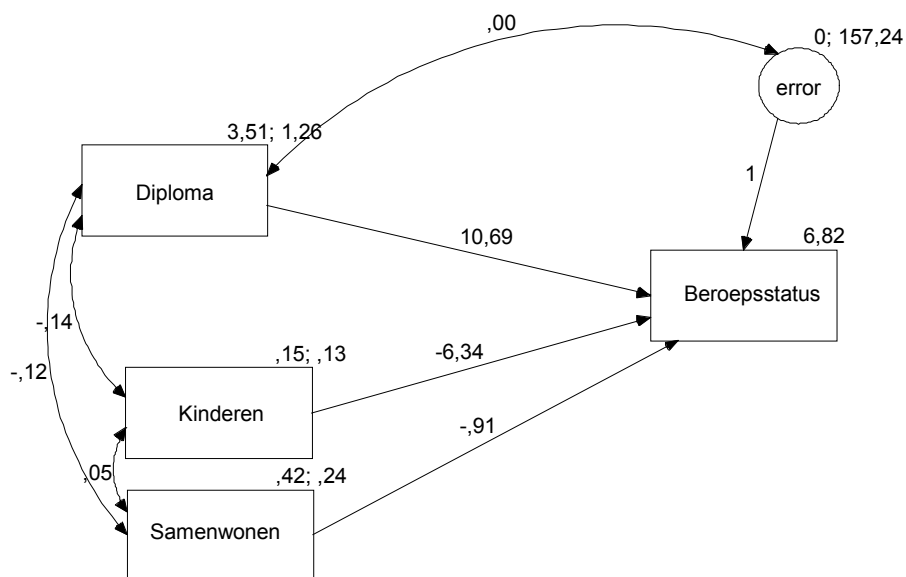 ,00
0; 157,24
error
3,51; 1,26
Diploma
1
10,69
6,82
Beroepsstatus
-,14
-,12
,15; ,13
-6,34
Kinderen
-,91
,05
,42; ,24
Samenwonen